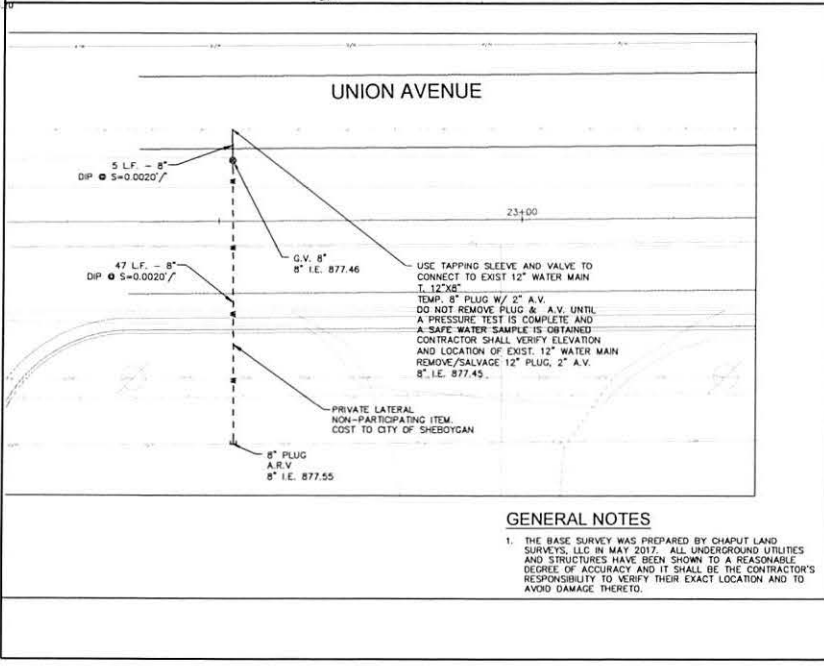 UNION AVENUE
5 L.F. - 8"
DIP @ S=0.0020'/'
23+00
G.V. 8"
8" I.E. 877.46
47 L.F. - 8"
DIP @ S=0.0020'/'
USE TAPPING SLEEVE AND VALVE TO
CONNECT TO EXIST 12" WATER MAIN
T. 12"X8"
TEMP. 8" PLUG W/ 2" A.V.
DO NOT REMOVE PLUG & A.V. UNTIL
A PRESSURE TEST IS COMPLETE AND
A SAFE WATER SAMPLE IS OBTAINED
CONTRACTOR SHALL VERIFY ELEVATION
AND LOCATION OF EXIST. 12" WATER MAIN
REMOVE/SALVAGE 12" PLUG, 2" A.V.
8" I.E. 877.45
PRIVATE LATERAL
NON-PARTICIPATING ITEM.
COST TO CITY OF SHEBOYGAN
8" PLUG
A.R.V
8" I.E. 877.55
GENERAL NOTES
1. THE BASE SURVEY WAS PREPARED BY CHAPUT LAND
SURVEYS, LLC IN MAY 2017. ALL UNDERGROUND UTILITIES
AND STRUCTURES HAVE BEEN SHOWN TO A REASONABLE
DEGREE OF ACCURACY AND IT SHALL BE THE CONTRACTOR'S
RESPONSIBILITY TO VERIFY THEIR EXACT LOCATION AND TO
AVOID DAMAGE THERETO.